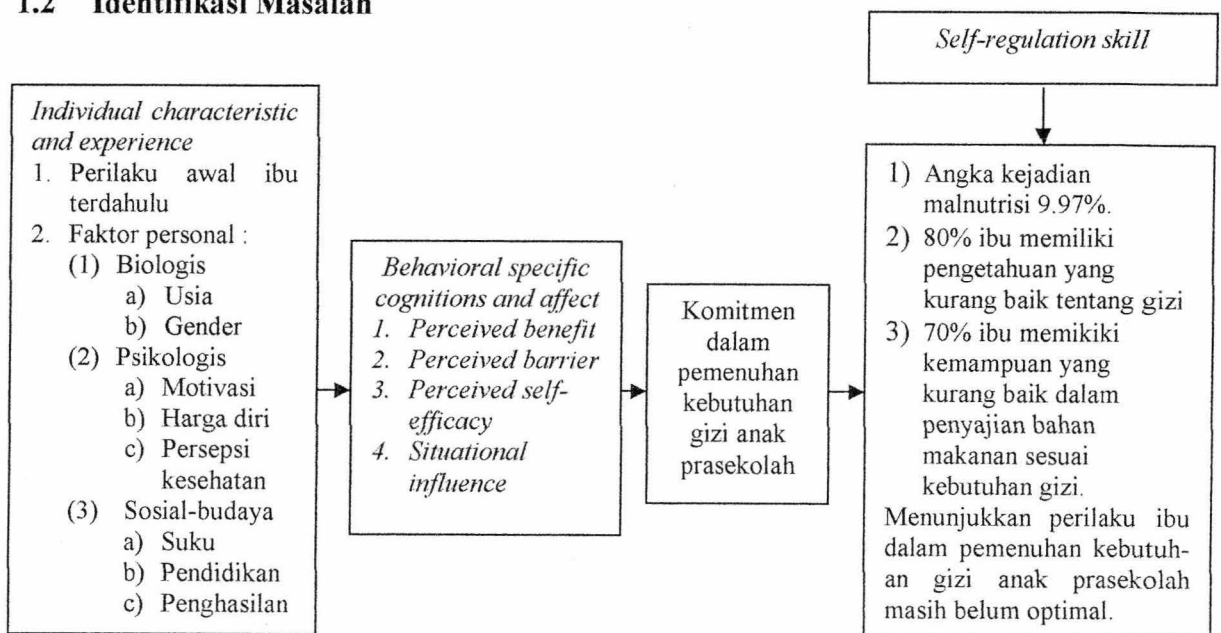 1.2 Identifikasi Masalah
Self-regulation skill
Individual characteristic
and experience
1. Perilaku awal ibu
terdahulu
2. Faktor personal :
(1) Biologis
a) Usia
b) Gender
(2) Psikologis
a) Motivasi
b) Harga diri
c) Persepsi
kesehatan
(3) Sosial-budaya
a) Suku
b) Pendidikan
c) Penghasilan
Behavioral specific
cognitions and affect
1. Perceived benefit
2. Perceived barrier
3. Perceived self-
efficacy
4. Situational
influence
Komitmen
dalam
pemenuhan
kebutuhan
gizi anak
prasekolah
1) Angka kejadian
malnutrisi 9.97%.
2) 80% ibu memiliki
pengetahuan yang
kurang baik tentang gizi
3) 70% ibu memikiki
kemampuan yang
kurang baik dalam
penyajian bahan
makanan sesuai
kebutuhan gizi.
Menunjukkan perilaku ibu
dalam pemenuhan kebutuh-
an gizi anak prasekolah
masih belum optimal.